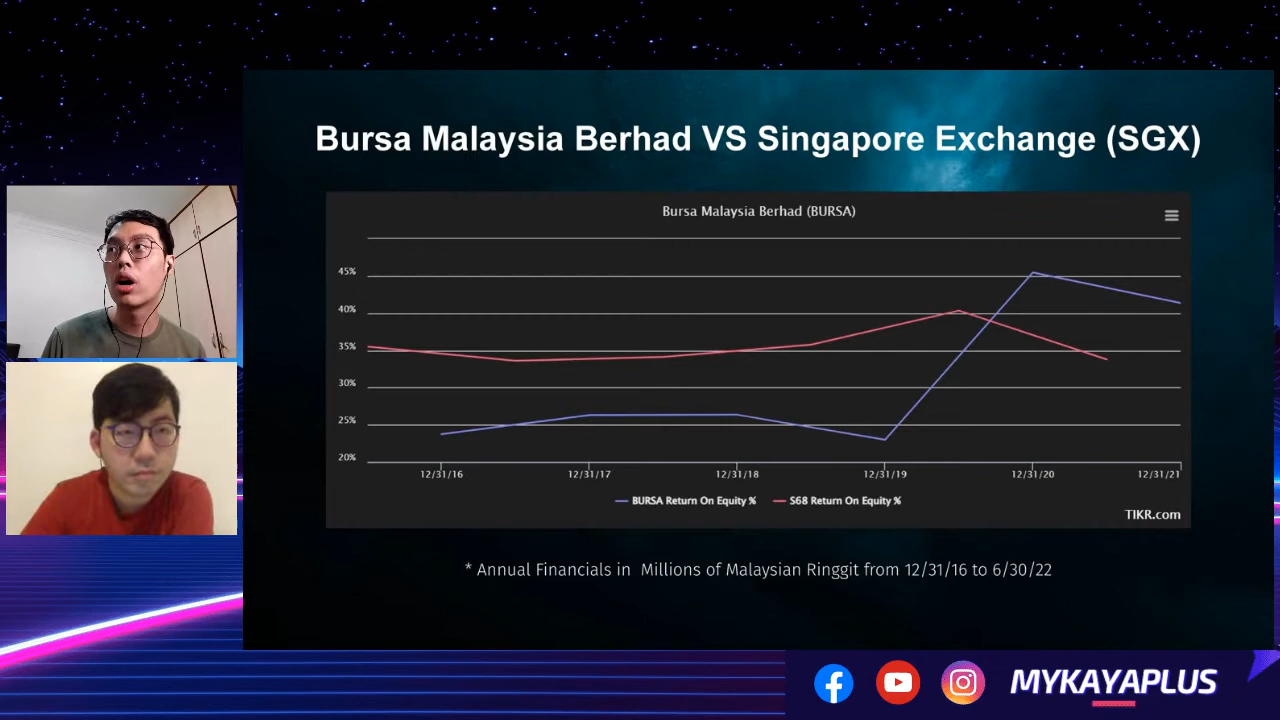 Bursa Malaysia Berhad VS Singapore Exchange (SGX)
Bursa Malaysia Berhad (BURSA)
45%
40%
35%
30%
25%
20%
12/31/16 12/31/17 12/31/18 12/31/19 12/31/20 12/31/21
BURSA Return On Equity % S68 Return On Equity %
TIKR.com
* Annual Financials in Millions of Malaysian Ringgit from 12/31/16 to 6/30/22
MYKAYAPLUS